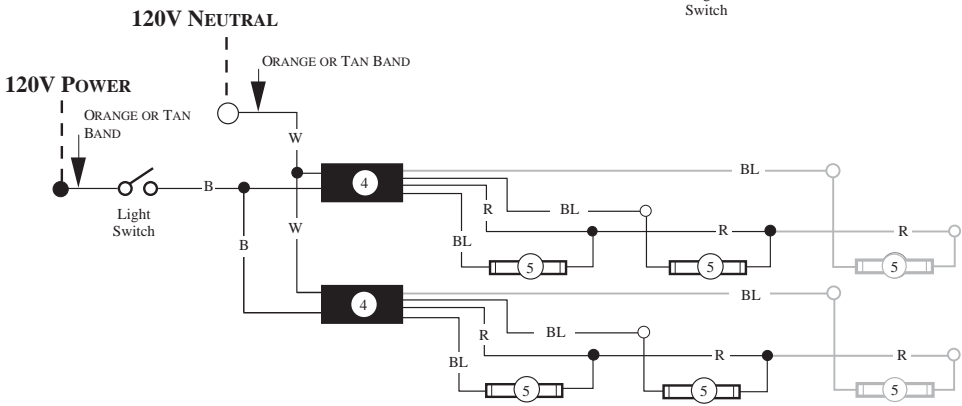 Switch
120V NEUTRAL
ORANGE OR TAN BAND
120V POWER
ORANGE OR TAN
BAND
W
4
BL
B
Light
Switch
R
BL
R
R
W
B
BL
5
5
5
4
BL
R
BL
R
R
BL
5
5
5